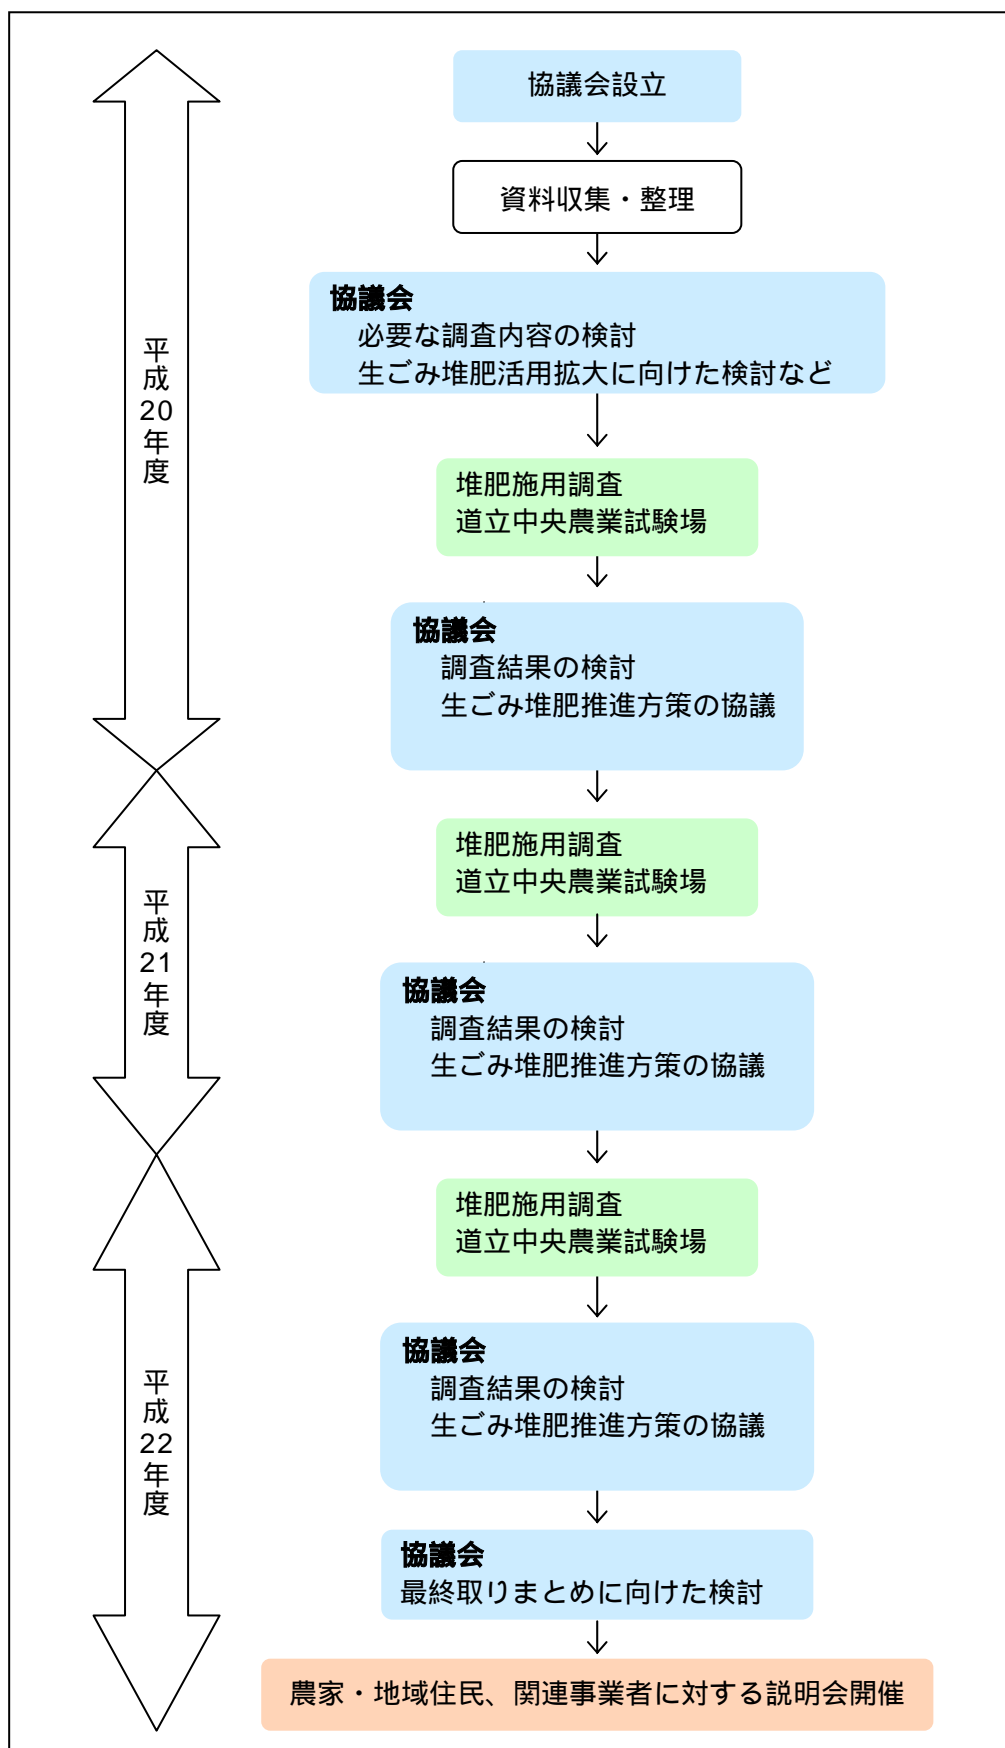 協議会設立
資料収集・整理
協議会
必要な調査内容の検討
生ごみ堆肥活用拡大に向けた検討など
平成20年度
堆肥施用調査
道立中央農業試験場
協議会
調査結果の検討
生ごみ堆肥推進方策の協議
堆肥施用調査
道立中央農業試験場
平成21年度
協議会
調査結果の検討
生ごみ堆肥推進方策の協議
堆肥施用調査
道立中央農業試験場
協議会
調査結果の検討
生ごみ堆肥推進方策の協議
平成22年度
協議会
最終取りまとめに向けた検討
農家・地域住民、関連事業者に対する説明会開催